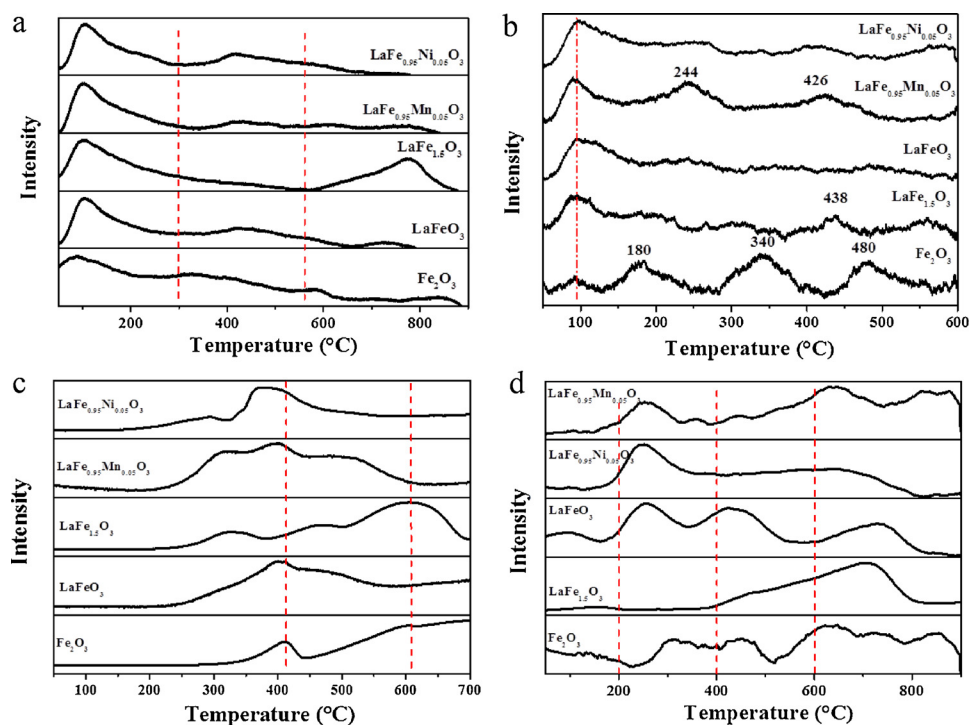 a
LaFe₀.₉₅Ni₀.₀₅O₃
LaFe₀.₉₅Mn₀.₀₅O₃
LaFe₁.₅O₃
LaFeO₃
Fe₂O₃
Intensity
200 400 600 800
Temperature (°C)
b
LaFe₀.₉₅Ni₀.₀₅O₃
244 426
LaFe₀.₉₅Mn₀.₀₅O₃
LaFeO₃
LaFe₁.₅O₃
438
180 340 480
Fe₂O₃
Intensity
100 200 300 400 500 600
Temperature (°C)
c
LaFe₀.₉₅Ni₀.₀₅O₃
LaFe₀.₉₅Mn₀.₀₅O₃
LaFe₁.₅O₃
LaFeO₃
Fe₂O₃
Intensity
100 200 300 400 500 600 700
Temperature (°C)
d
LaFe₀.₉₅Mn₀.₀₅O₃
LaFe₀.₉₅Ni₀.₀₅O₃
LaFeO₃
LaFe₁.₅O₃
Fe₂O₃
Intensity
200 400 600 800
Temperature (°C)